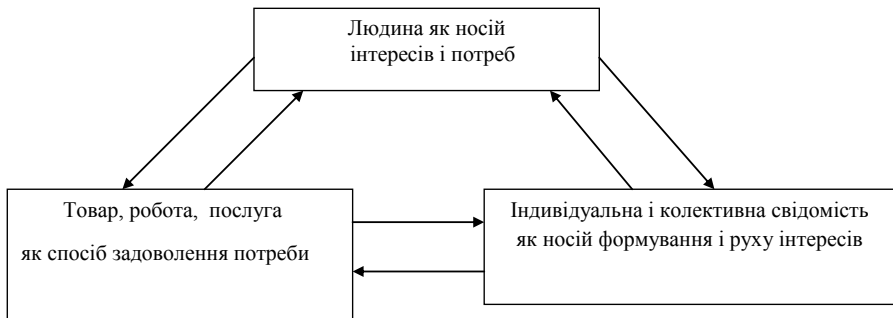 Людина як носій
інтересів і потреб
Товар, робота, послуга
як спосіб задоволення потреби
Індивідуальна і колективна свідомість
як носій формування і руху інтересів